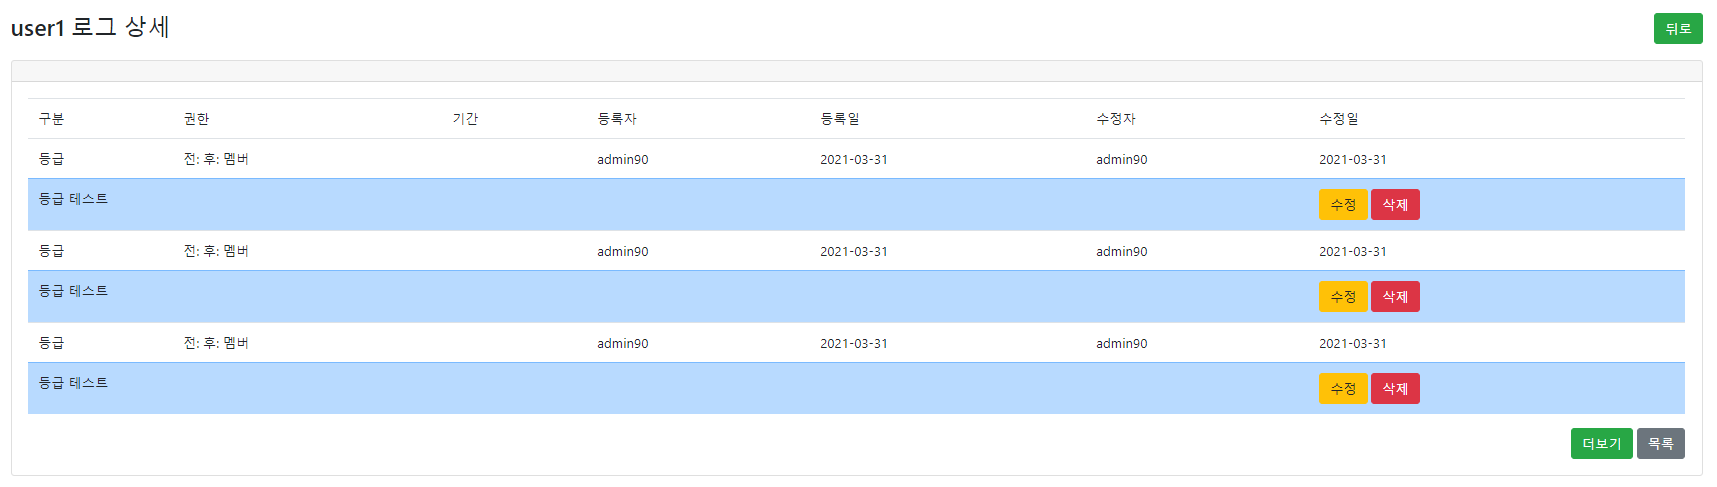 user1 로그 상세 뒤로
구분 권한 기간 등록자 등록일 수정자 수정일
등급 전: 후: 멤버 admin90 2021-03-31 admin90 2021-03-31
등급 테스트 수정 삭제
등급 전: 후: 멤버 admin90 2021-03-31 admin90 2021-03-31
등급 테스트 수정 삭제
등급 전: 후: 멤버 admin90 2021-03-31 admin90 2021-03-31
등급 테스트 수정 삭제
더보기 목록